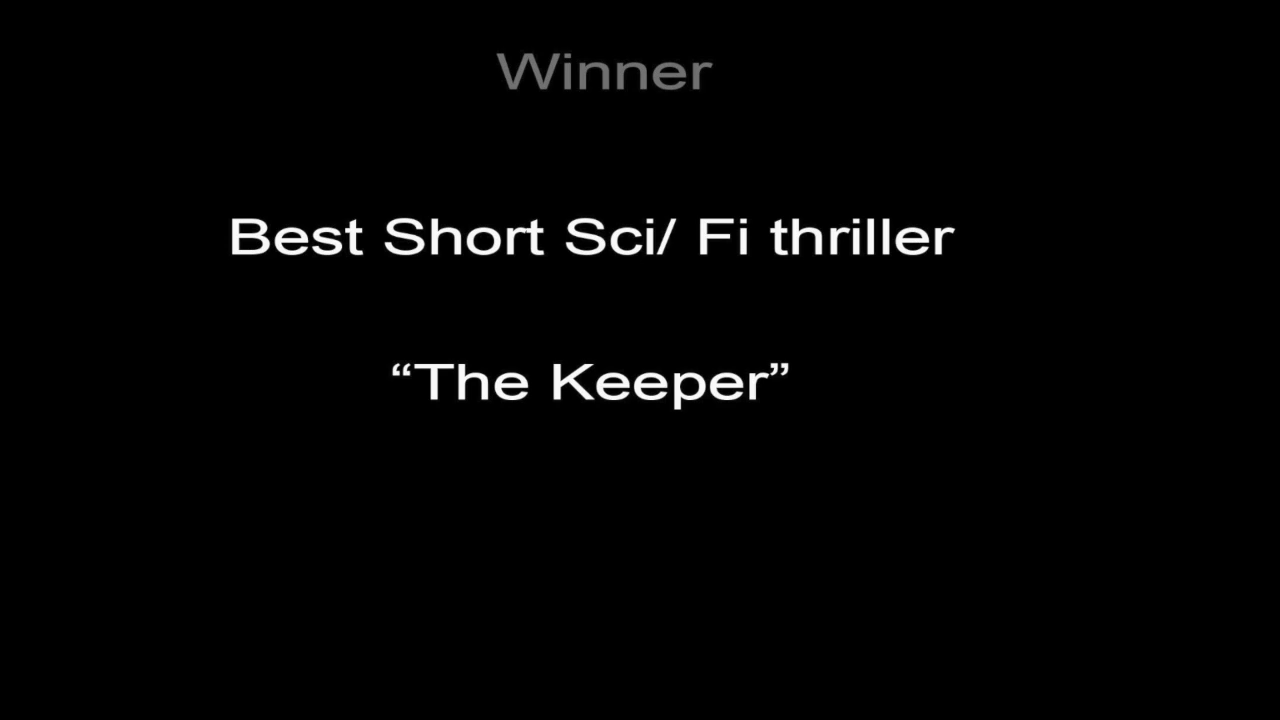 Winner
Best Short Sci/ Fi thriller
“The Keeper”